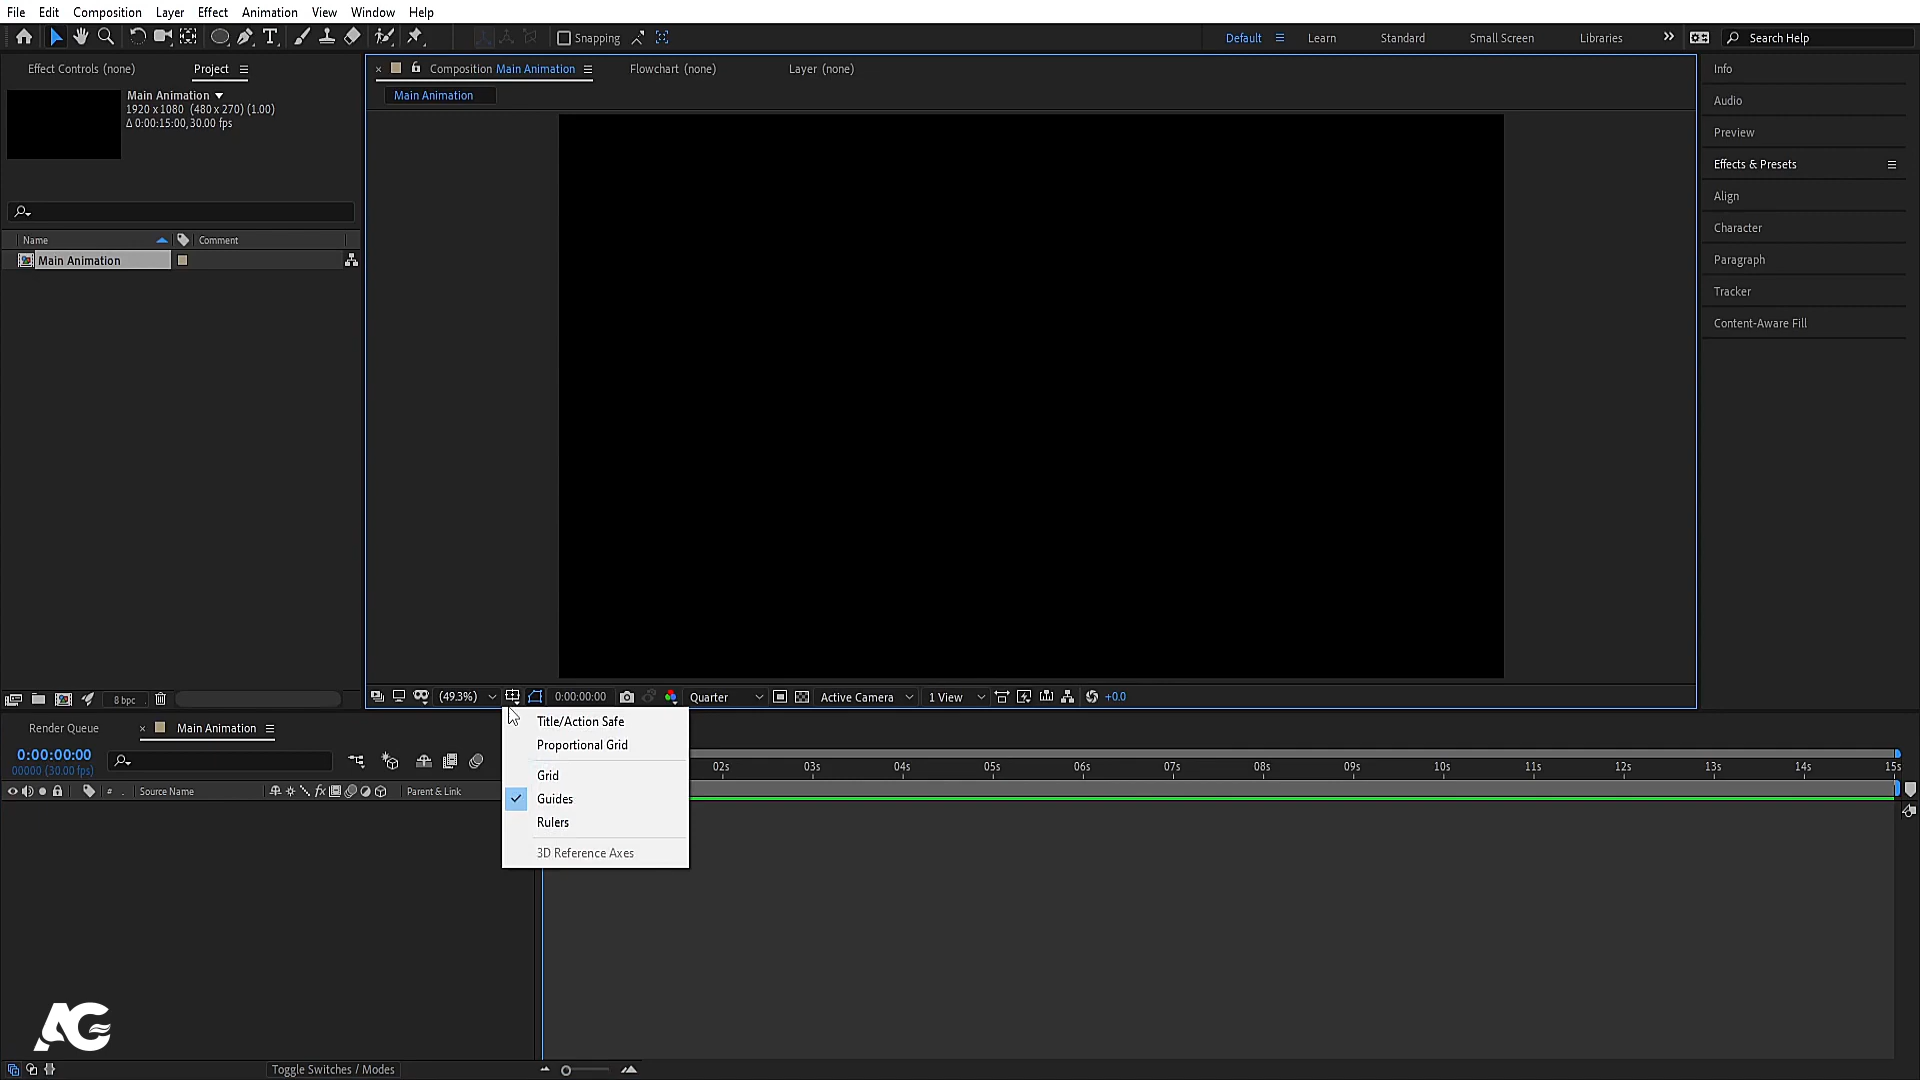 File Edit Composition Layer Effect Animation View Window Help
Snapping Default Learn Standard Small Screen Libraries Search Help
Effect Controls (none) Project
Main Animation
1920 x 1080 (480 x 270) (1.00)
Δ 0:00:15:00, 30.00 fps
Name Comment
Main Animation
8 bpc
Composition Main Animation Flowchart (none) Layer (none)
Main Animation
(49.3%) 0:00:00:00 Quarter Active Camera 1 View +0.0
Info
Audio
Preview
Effects & Presets
Align
Character
Paragraph
Tracker
Content-Aware Fill
Title/Action Safe
Proportional Grid
Grid
Guides
Rulers
3D Reference Axes
Render Queue Main Animation
0:00:00:00
00000 (30.00 fps)
# . Source Name fx Parent & Link
02s 03s 04s 05s 06s 07s 08s 09s 10s 11s 12s 13s 14s 15s
AG
Toggle Switches / Modes